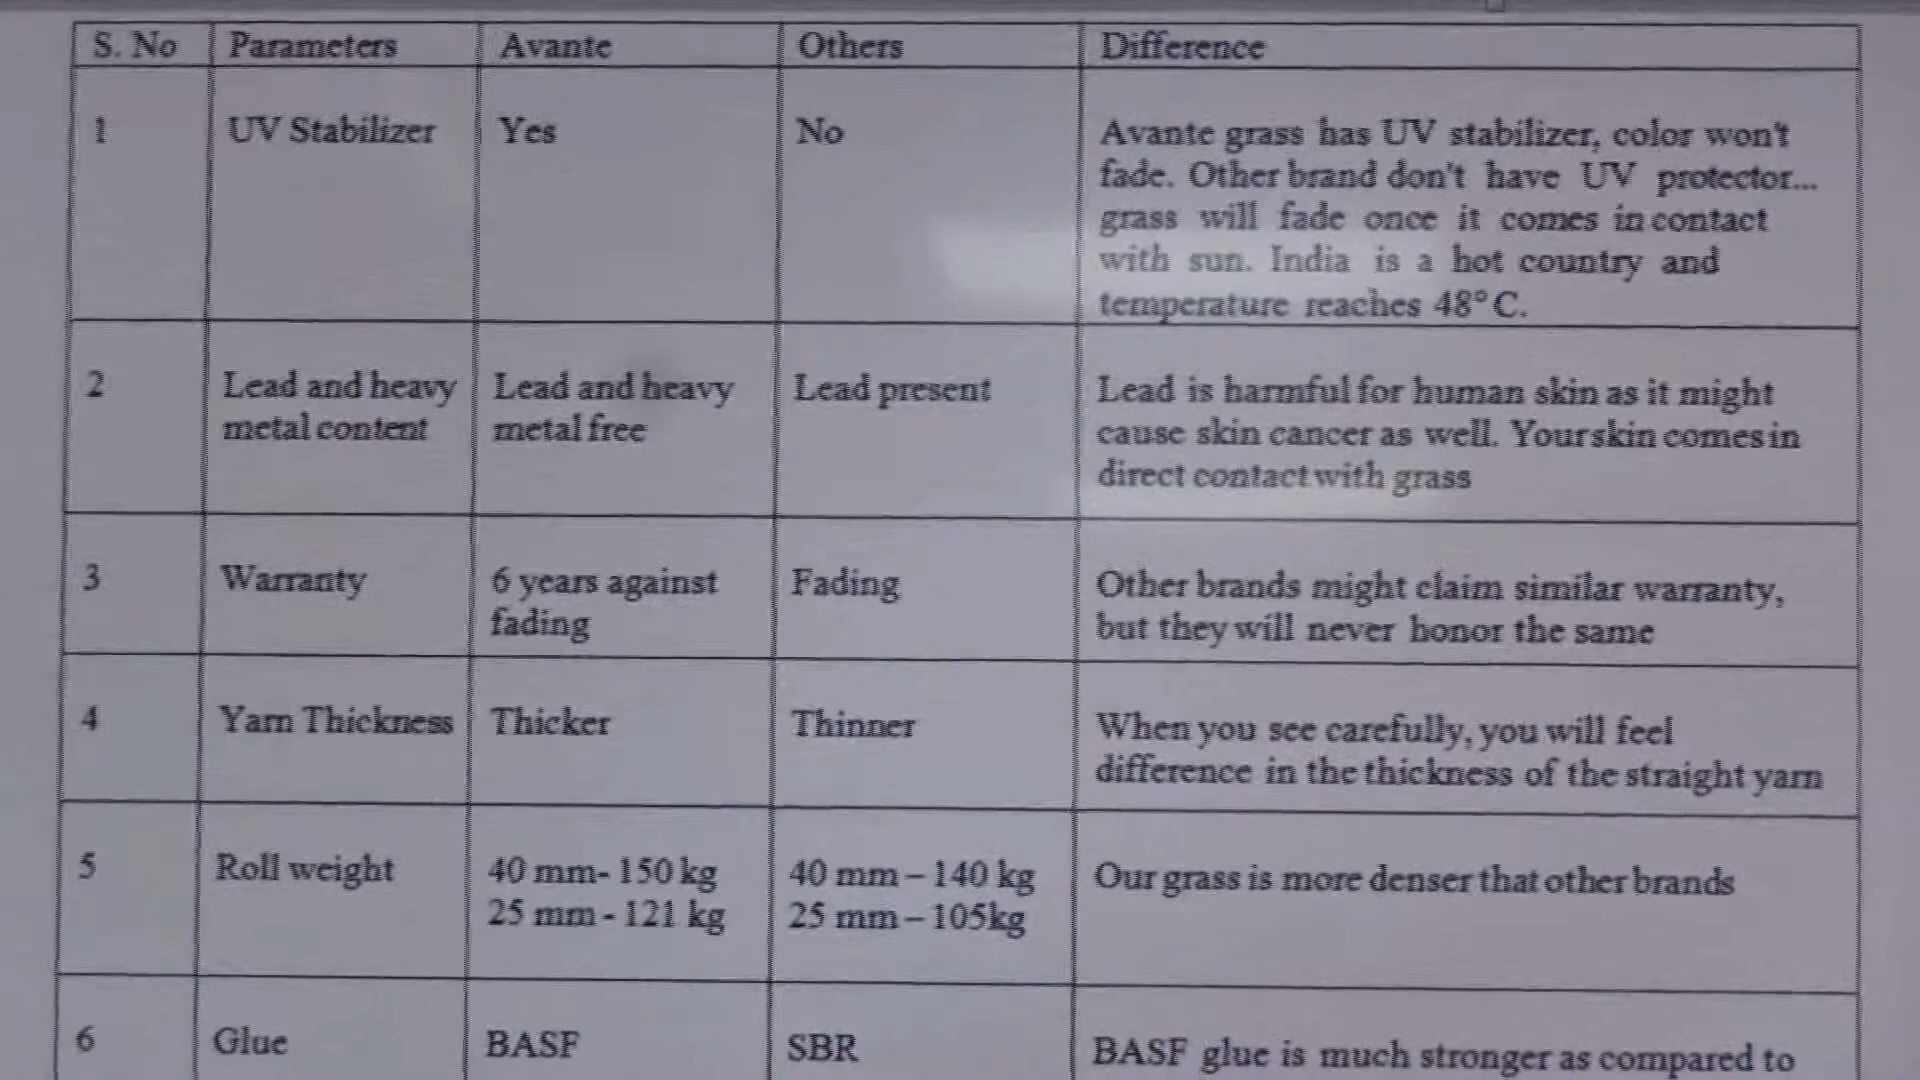 S. No Parameters Avante Others Difference
1 UV Stabilizer Yes No Avante grass has UV stabilizer, color won't
fade. Other brand don't have UV protector...
grass will fade once it comes in contact
with sun. India is a hot country and
temperature reaches 48°C.
2 Lead and heavy Lead and heavy Lead present Lead is harmful for human skin as it might
metal content metal free cause skin cancer as well. Your skin comes in
direct contact with grass
3 Warranty 6 years against Fading Other brands might claim similar warranty,
fading but they will never honor the same
4 Yarn Thickness Thicker Thinner When you see carefully, you will feel
difference in the thickness of the straight yarn
5 Roll weight 40 mm- 150 kg 40 mm – 140 kg Our grass is more denser that other brands
25 mm - 121 kg 25 mm – 105kg
6 Glue BASF SBR BASF glue is much stronger as compared to